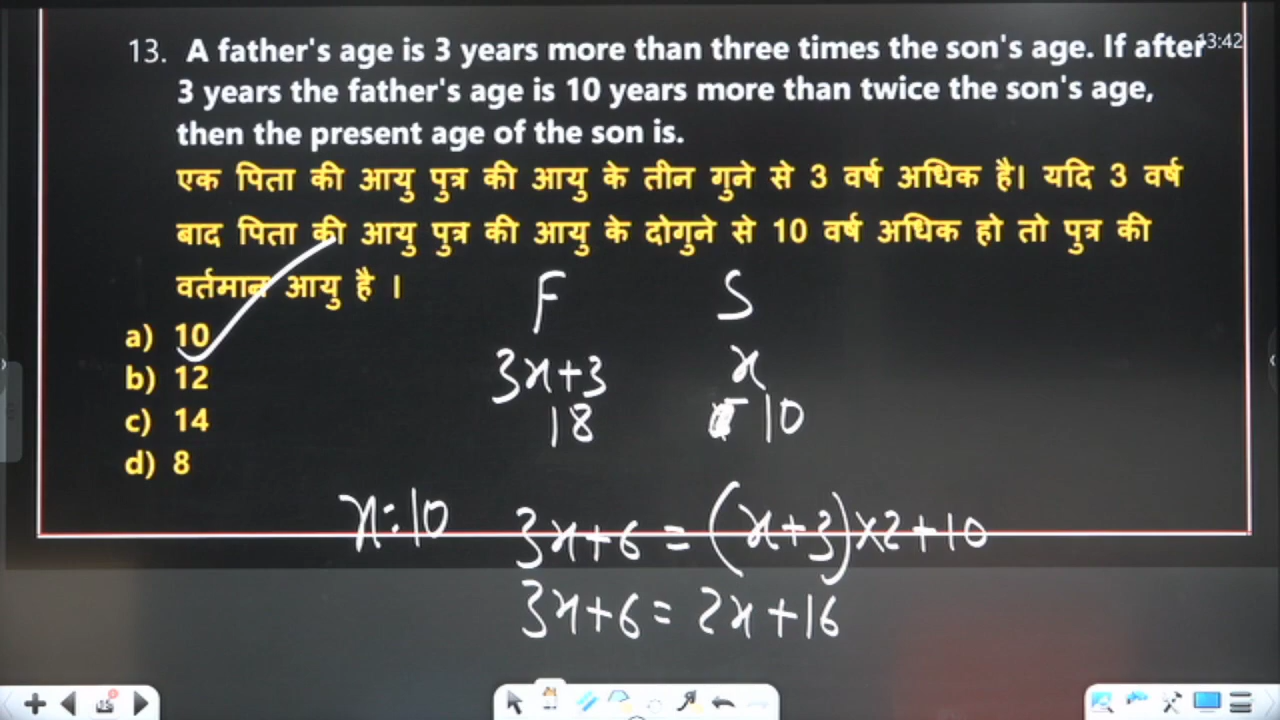 13:42
13. A father's age is 3 years more than three times the son's age. If after
3 years the father's age is 10 years more than twice the son's age,
then the present age of the son is.
एक पिता की आयु पुत्र की आयु के तीन गुने से 3 वर्ष अधिक है। यदि 3 वर्ष
बाद पिता की आयु पुत्र की आयु के दोगुने से 10 वर्ष अधिक हो तो पुत्र की
वर्तमान आयु है ।
a) 10
b) 12
c) 14
d) 8
F S
3x+3 x
18 10
x:10
3x+6 = (x+3)x2+10
3x+6 = 2x+16